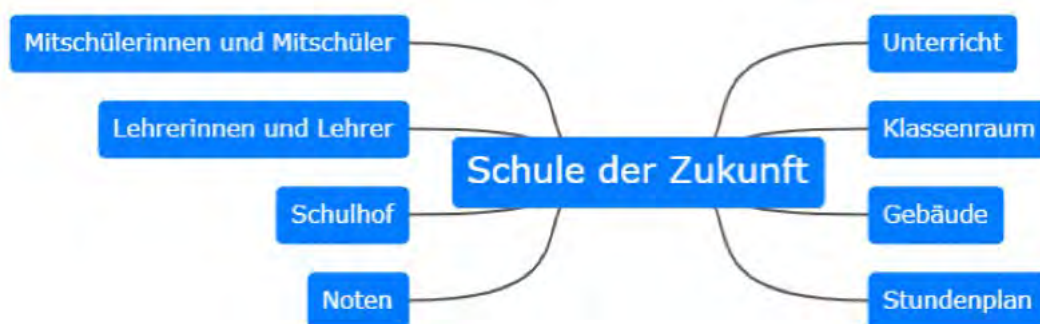 Mitschülerinnen und Mitschüler
Lehrerinnen und Lehrer
Schulhof
Noten
Schule der Zukunft
Unterricht
Klassenraum
Gebäude
Stundenplan